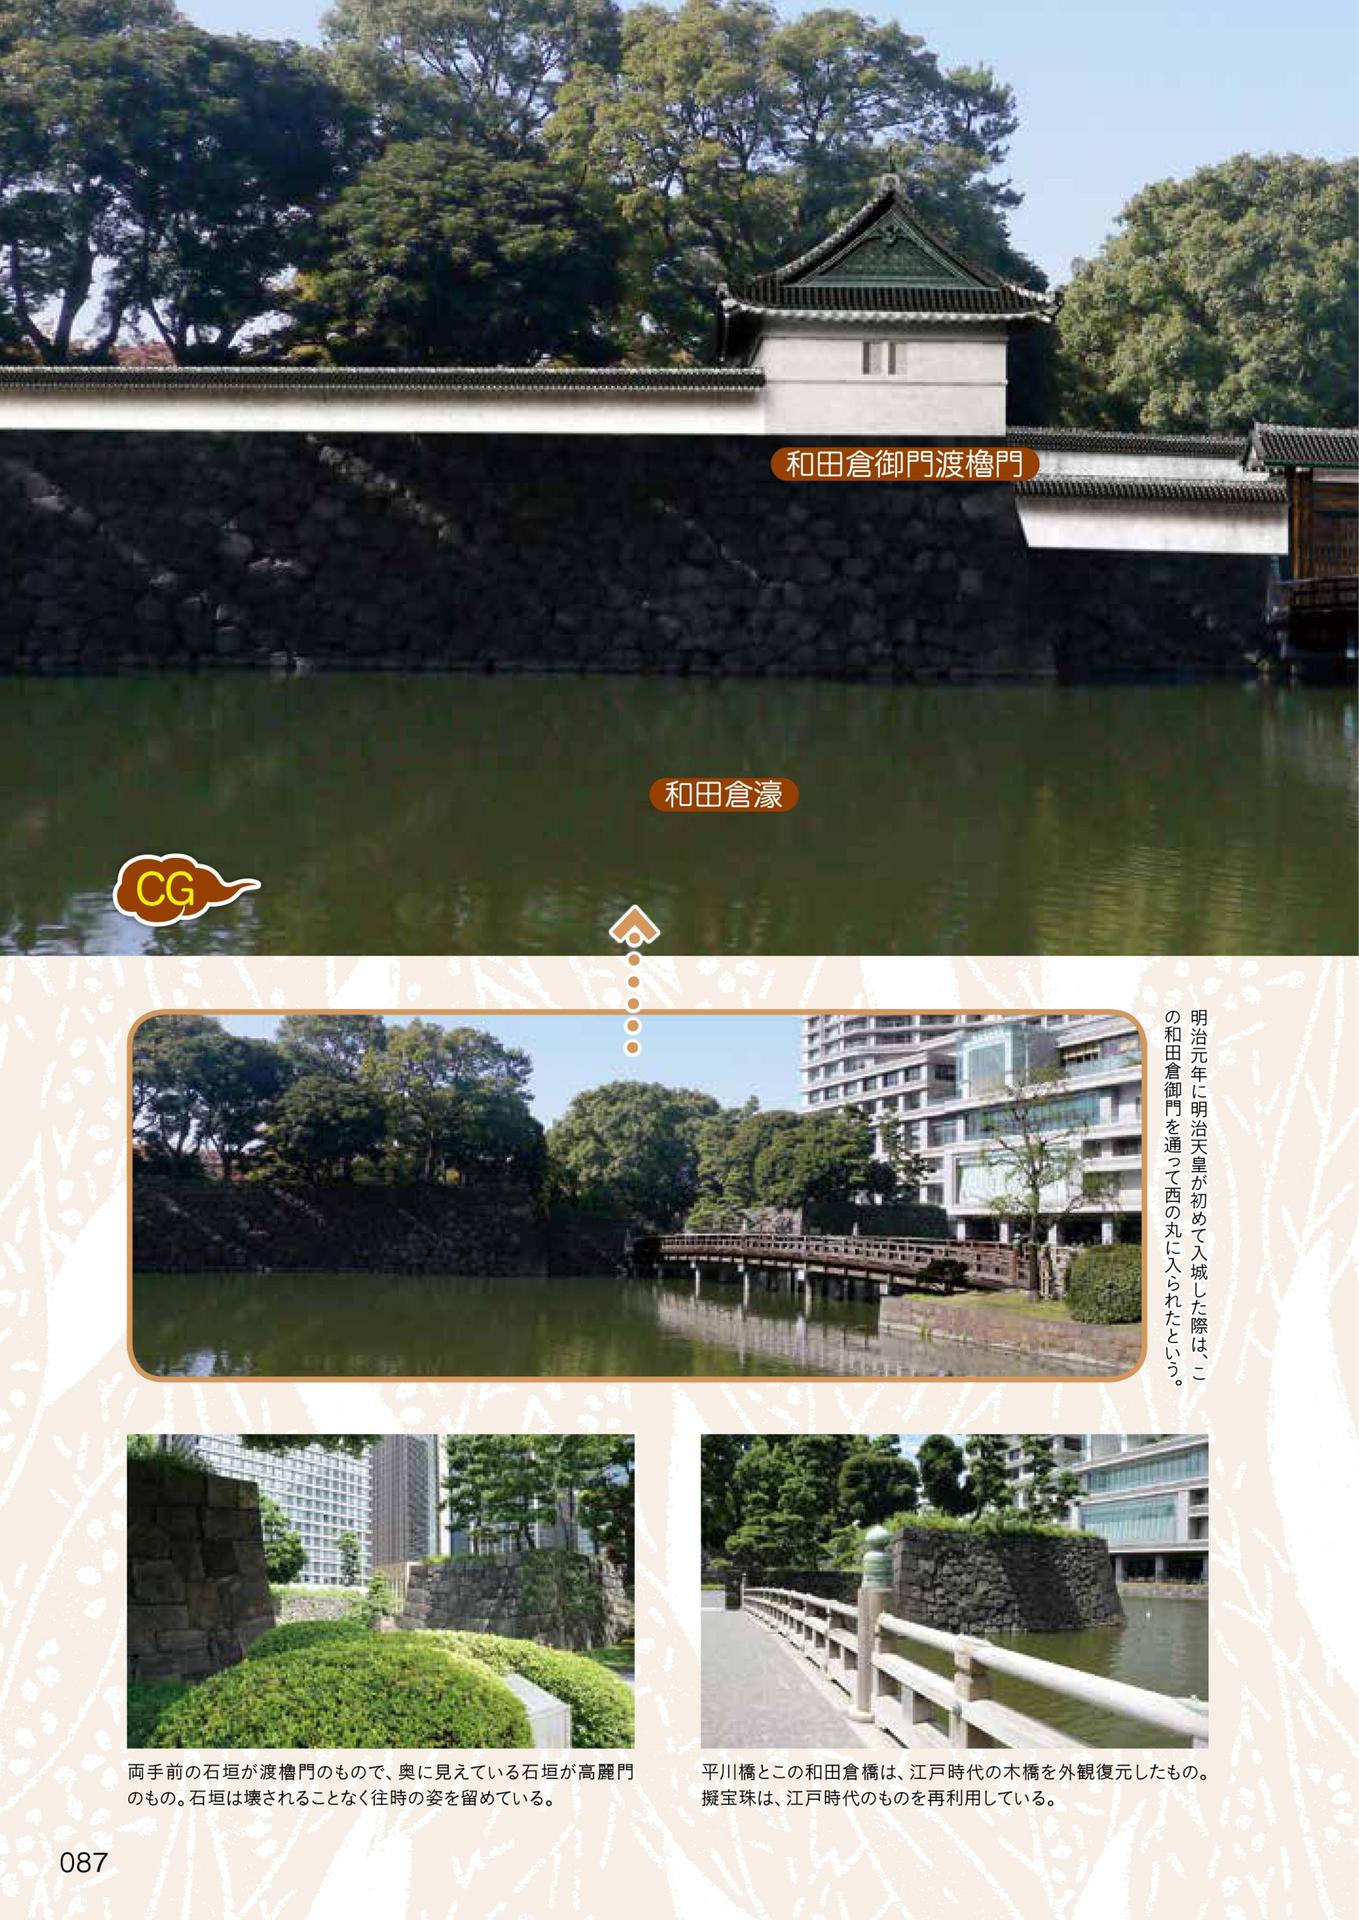 和田倉御門渡櫓門
和田倉濠
CG
明治元年に明治天皇が初めて入城した際は、こ
の和田倉御門を通って西の丸に入られたという。
両手前の石垣が渡櫓門のもので、奥に見えている石垣が高麗門
のもの。石垣は壊されることなく往時の姿を留めている。
平川橋とこの和田倉橋は、江戸時代の木橋を外観復元したもの。
擬宝珠は、江戸時代のものを再利用している。
087